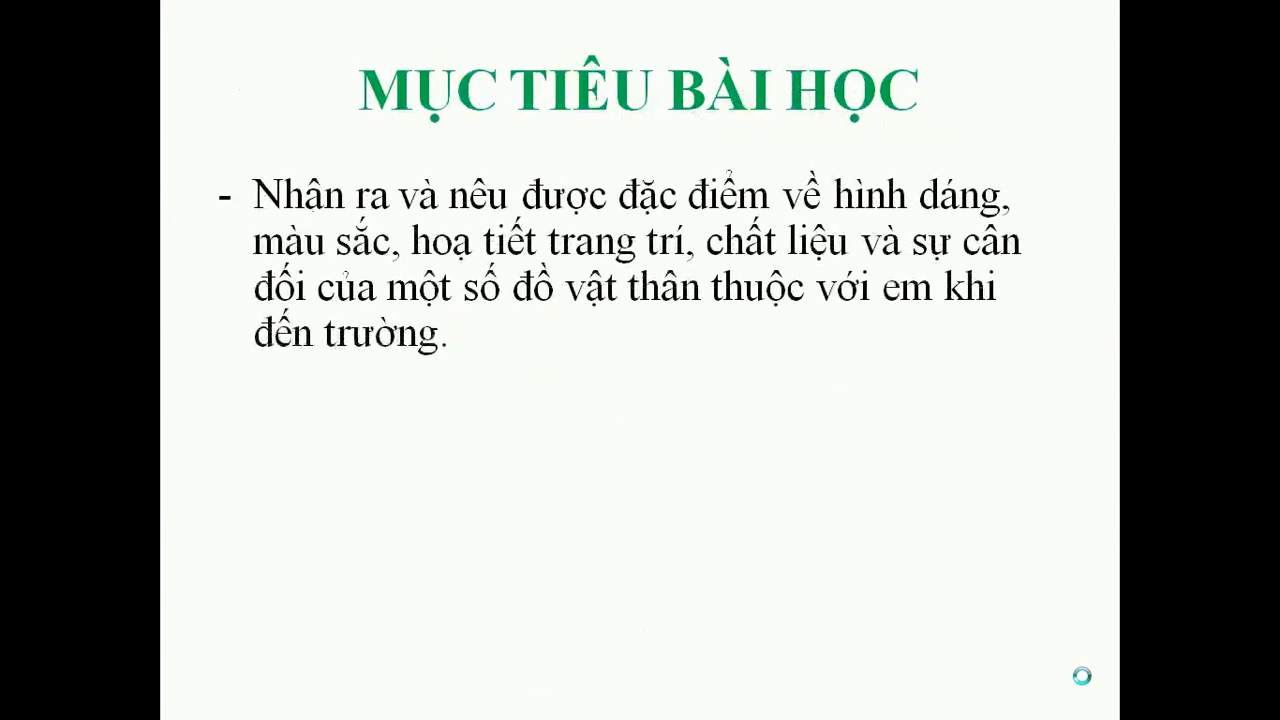 MỤC TIÊU BÀI HỌC
- Nhận ra và nêu được đặc điểm về hình dáng,
màu sắc, hoạ tiết trang trí, chất liệu và sự cân
đối của một số đồ vật thân thuộc với em khi
đến trường.